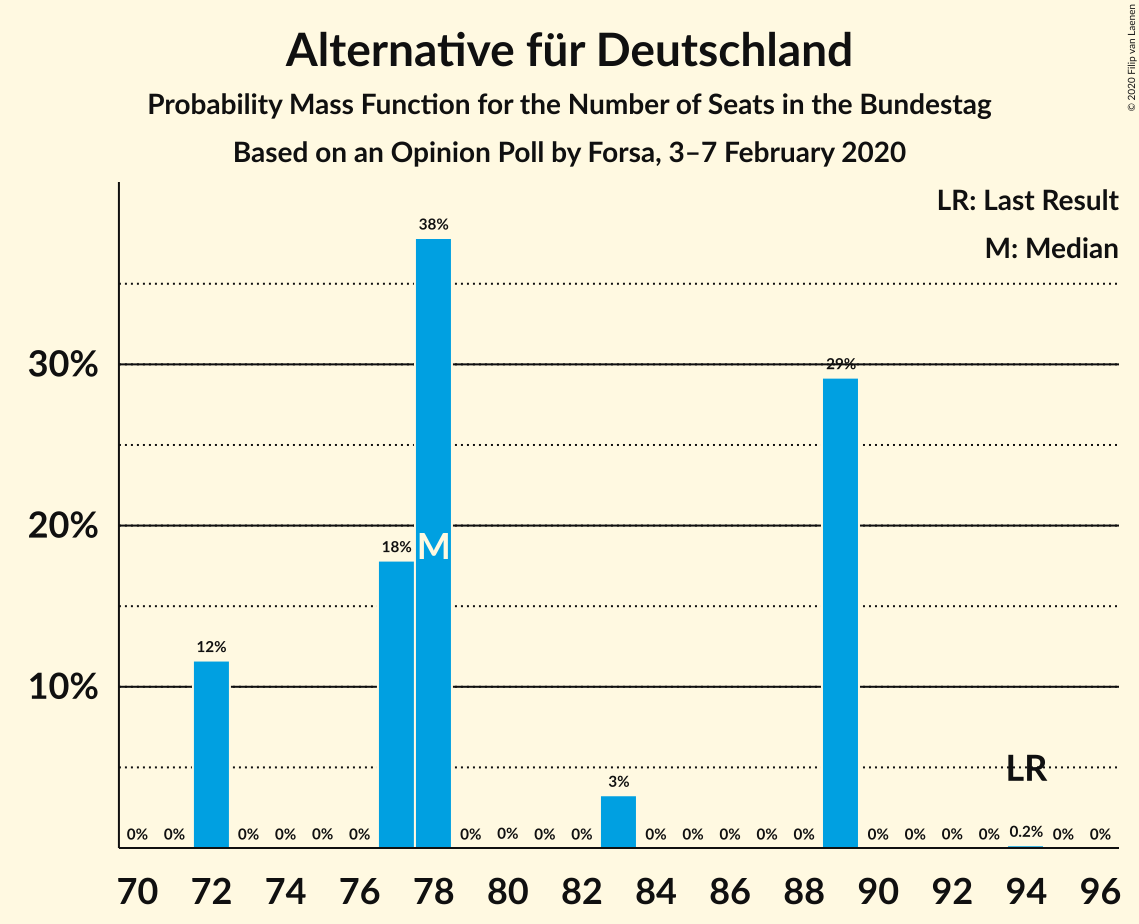 Alternative für Deutschland
Probability Mass Function for the Number of Seats in the Bundestag
Based on an Opinion Poll by Forsa, 3–7 February 2020
© 2020 Filip van Laenen
LR: Last Result
M: Median
30%
20%
10%
0% 0% 12% 0% 0% 0% 0% 18% 38% 0% 0% 0% 0% 3% 0% 0% 0% 0% 0% 29% 0% 0% 0% 0% 0.2% 0% 0%
M
LR
70 72 74 76 78 80 82 84 86 88 90 92 94 96